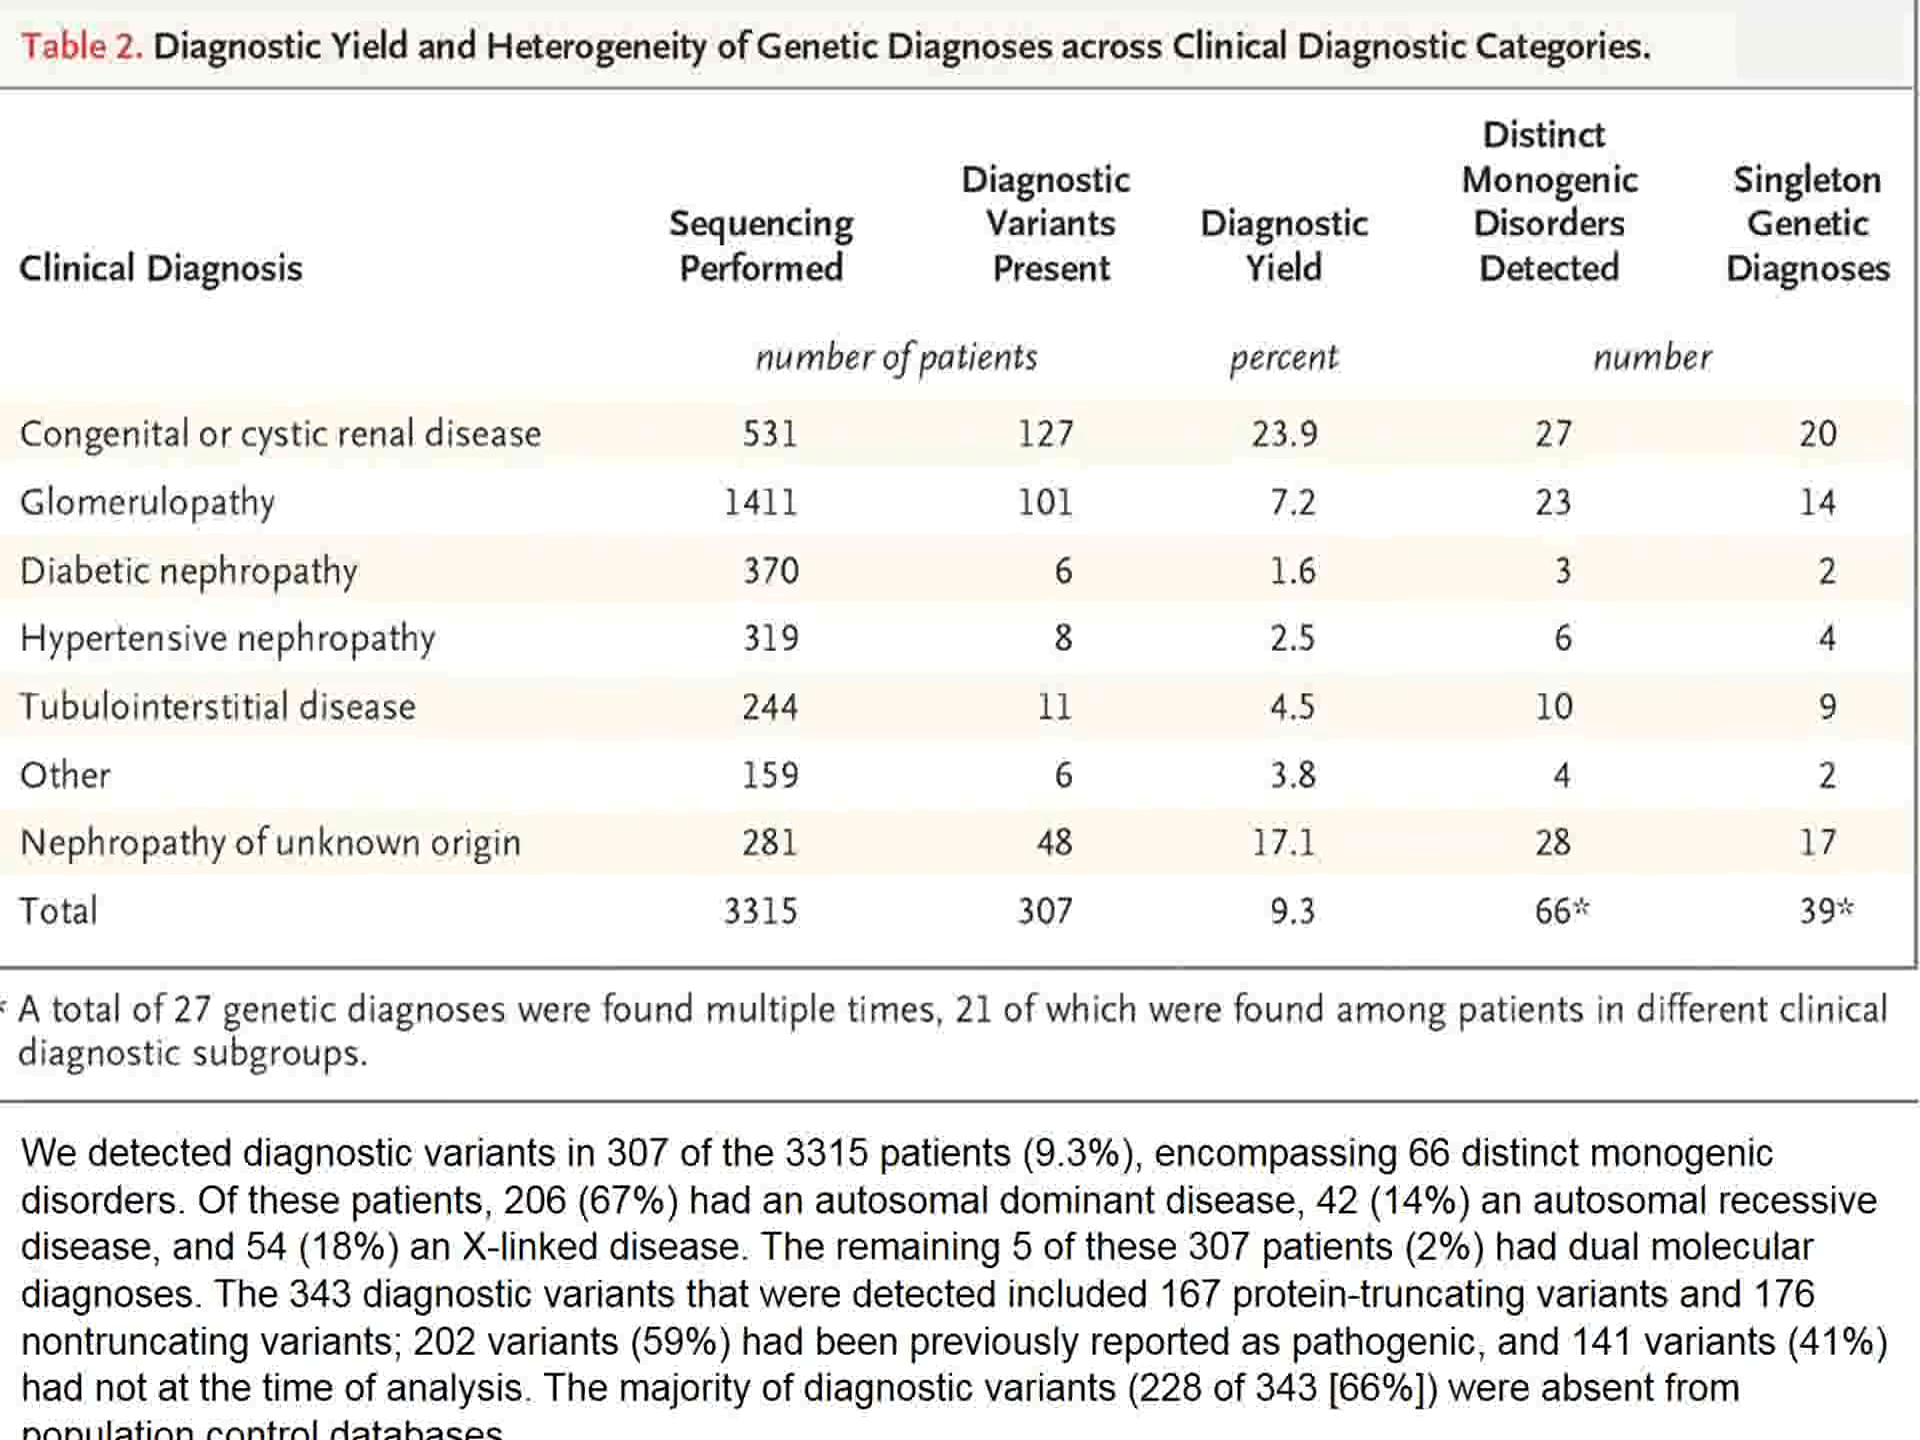 Table 2. Diagnostic Yield and Heterogeneity of Genetic Diagnoses across Clinical Diagnostic Categories.
Clinical Diagnosis Sequencing Performed Diagnostic Variants Present Diagnostic Yield Distinct Monogenic Disorders Detected Singleton Genetic Diagnoses
number of patients percent number
Congenital or cystic renal disease 531 127 23.9 27 20
Glomerulopathy 1411 101 7.2 23 14
Diabetic nephropathy 370 6 1.6 3 2
Hypertensive nephropathy 319 8 2.5 6 4
Tubulointerstitial disease 244 11 4.5 10 9
Other 159 6 3.8 4 2
Nephropathy of unknown origin 281 48 17.1 28 17
Total 3315 307 9.3 66* 39*
* A total of 27 genetic diagnoses were found multiple times, 21 of which were found among patients in different clinical
diagnostic subgroups.
We detected diagnostic variants in 307 of the 3315 patients (9.3%), encompassing 66 distinct monogenic
disorders. Of these patients, 206 (67%) had an autosomal dominant disease, 42 (14%) an autosomal recessive
disease, and 54 (18%) an X-linked disease. The remaining 5 of these 307 patients (2%) had dual molecular
diagnoses. The 343 diagnostic variants that were detected included 167 protein-truncating variants and 176
nontruncating variants; 202 variants (59%) had been previously reported as pathogenic, and 141 variants (41%)
had not at the time of analysis. The majority of diagnostic variants (228 of 343 [66%]) were absent from
population control databases